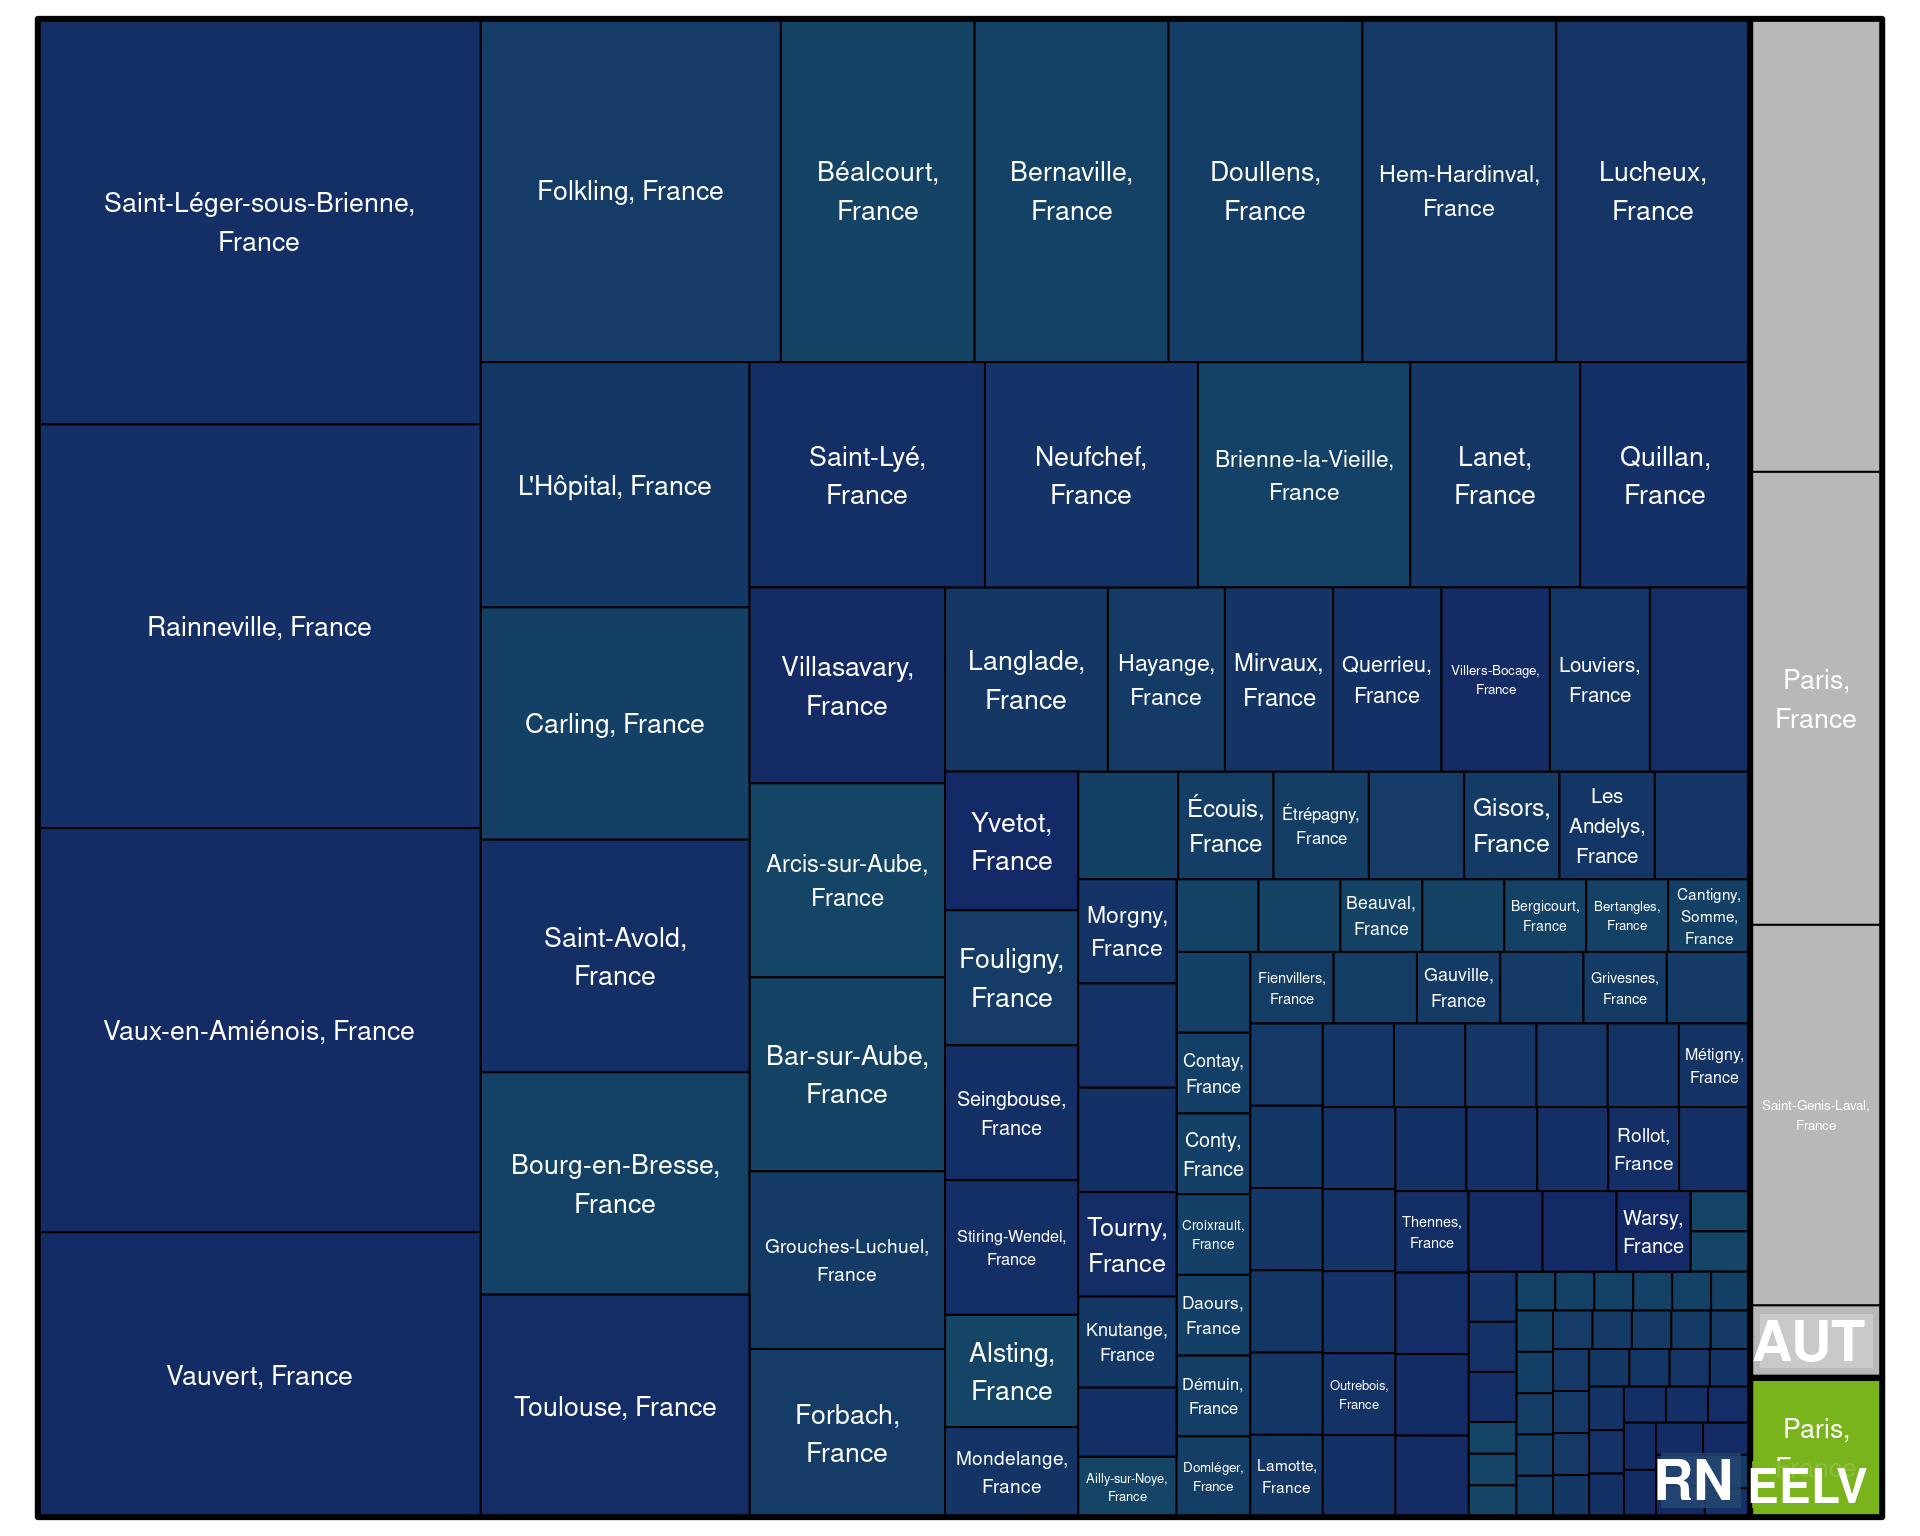 Saint-Léger-sous-Brienne,
France
Rainneville, France
Vaux-en-Amiénois, France
Vauvert, France
Folkling, France
Béalcourt,
France
Bernaville,
France
Doullens,
France
Hem-Hardinval,
France
Lucheux,
France
L'Hôpital, France
Carling, France
Saint-Avold,
France
Bourg-en-Bresse,
France
Toulouse, France
Saint-Lyé,
France
Neufchef,
France
Brienne-la-Vieille,
France
Lanet,
France
Quillan,
France
Villasavary,
France
Arcis-sur-Aube,
France
Bar-sur-Aube,
France
Grouches-Luchuel,
France
Forbach,
France
Langlade,
France
Hayange,
France
Mirvaux,
France
Querrieu,
France
Villers-Bocage,
France
Louviers,
France
Yvetot,
France
Fouligny,
France
Seingbouse,
France
Stiring-Wendel,
France
Alsting,
France
Mondelange,
France
Écouis,
France
Étrépagny,
France
Gisors,
France
Les
Andelys,
France
Morgny,
France
Tourny,
France
Knutange,
France
Ailly-sur-Noye,
France
Beauval,
France
Bergicourt,
France
Bertangles,
France
Cantigny,
Somme,
France
Contay,
France
Conty,
France
Croixrault,
France
Daours,
France
Démuin,
France
Domléger,
France
Fienvillers,
France
Gauville,
France
Grivesnes,
France
Lamotte,
France
Métigny,
France
Outrebois,
France
Rollot,
France
Thennes,
France
Warsy,
France
RN
Paris,
France
Saint-Genis-Laval,
France
AUT
Paris,
France
EELV